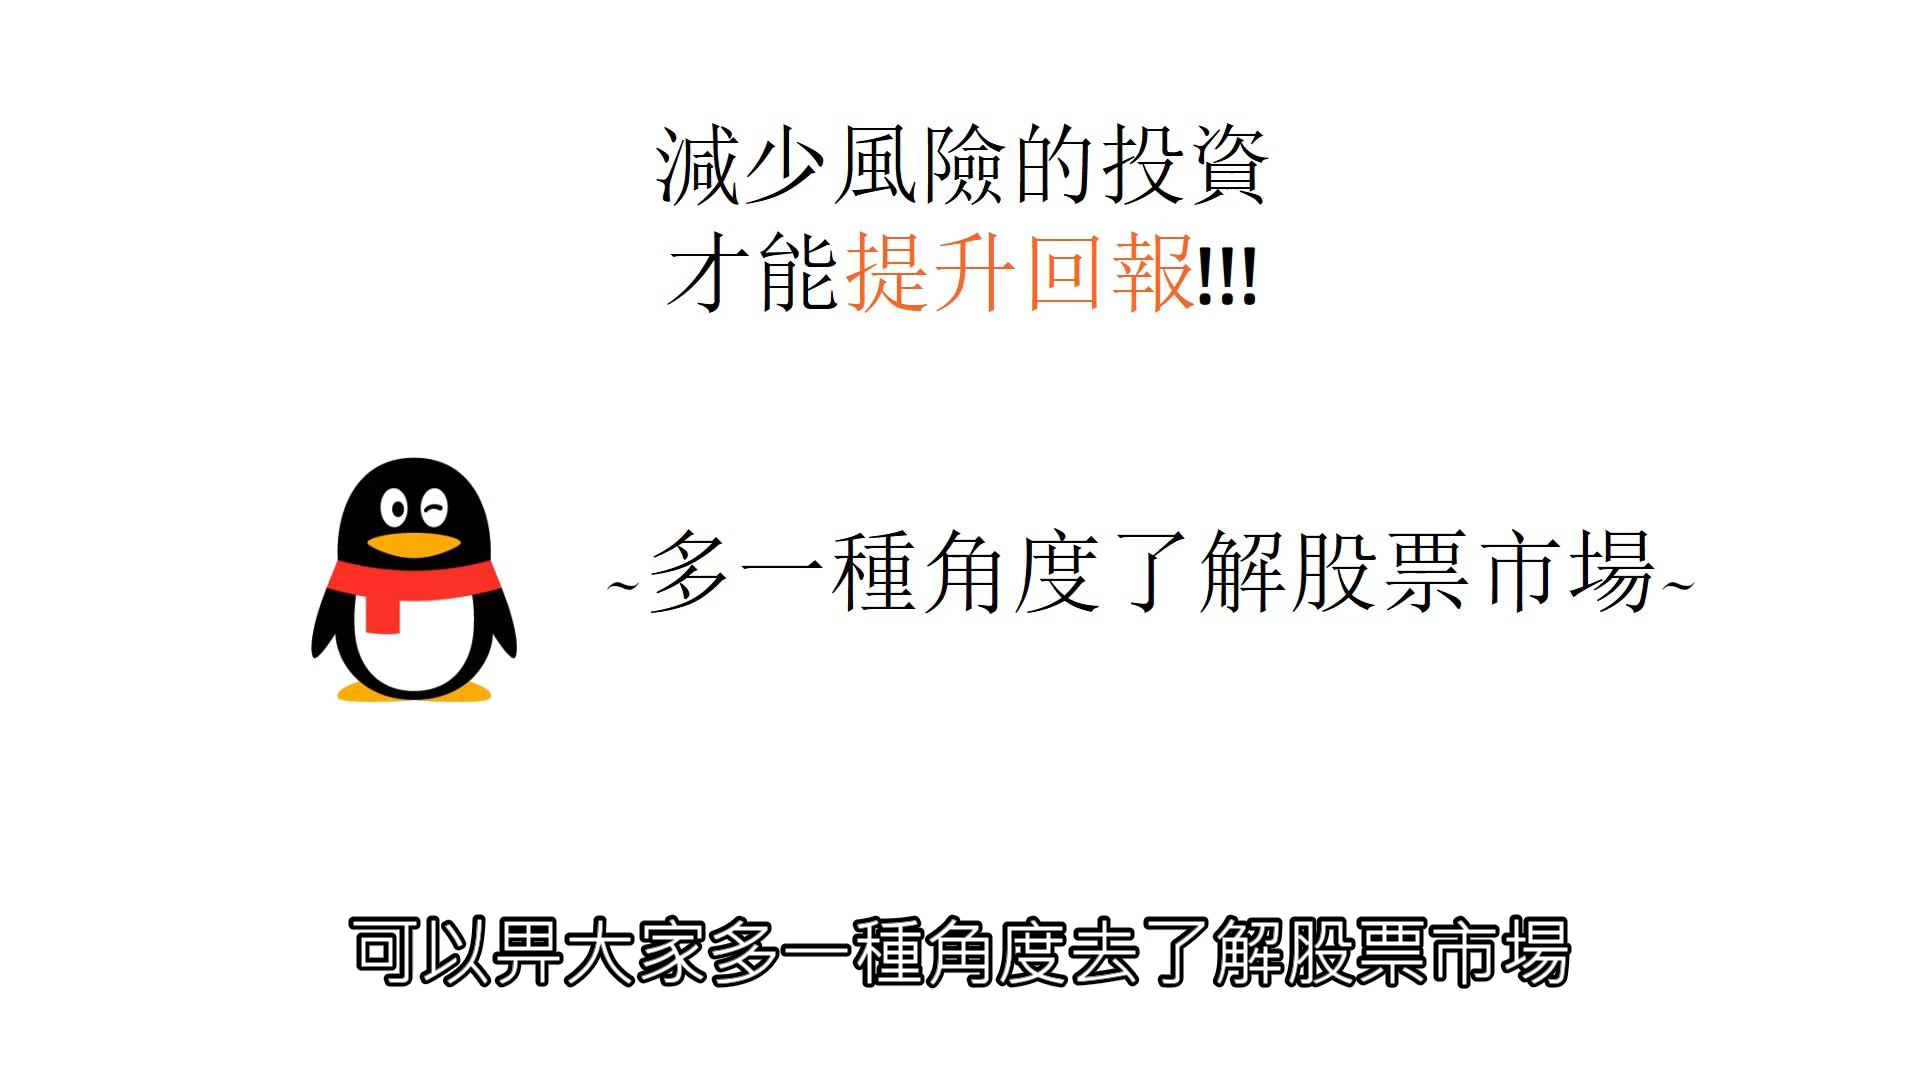 減少風險的投資
才能提升回報!!!
~多一種角度了解股票市場~
可以畀大家多一種角度去了解股票市場